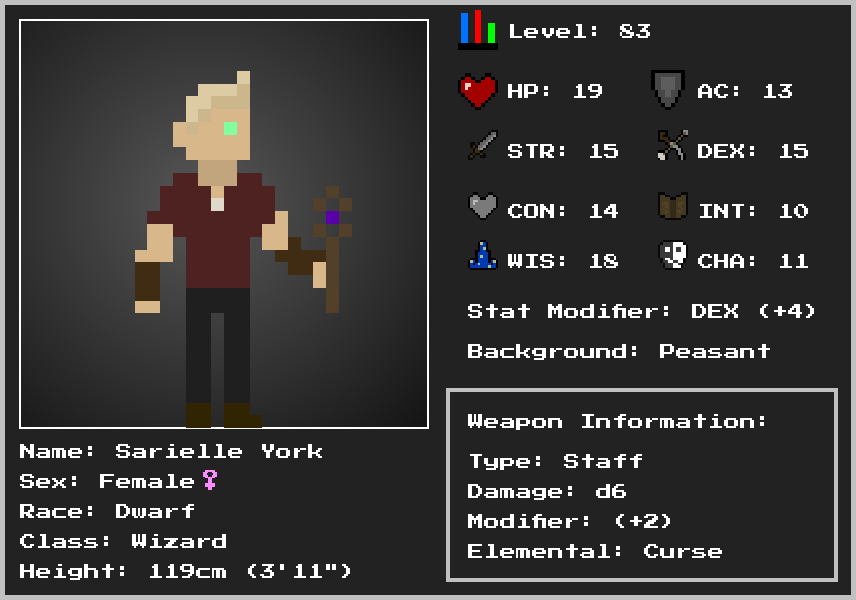 Level: 83
HP: 19
AC: 13
STR: 15
DEX: 15
CON: 14
INT: 10
WIS: 18
CHA: 11
Stat Modifier: DEX (+4)
Background: Peasant
Weapon Information:
Type: Staff
Damage: d6
Modifier: (+2)
Elemental: Curse
Name: Sarielle York
Sex: Female♀
Race: Dwarf
Class: Wizard
Height: 119cm (3'11")